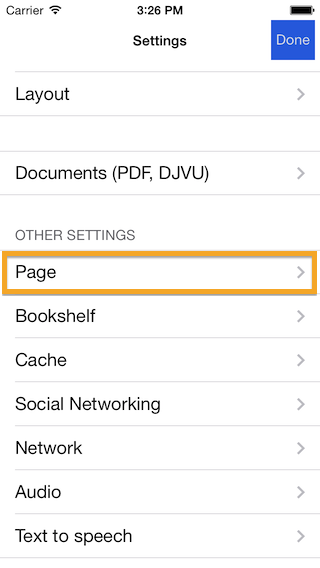 Carrier 3:26 PM
Settings Done
Layout
Documents (PDF, DJVU)
OTHER SETTINGS
Page
Bookshelf
Cache
Social Networking
Network
Audio
Text to speech